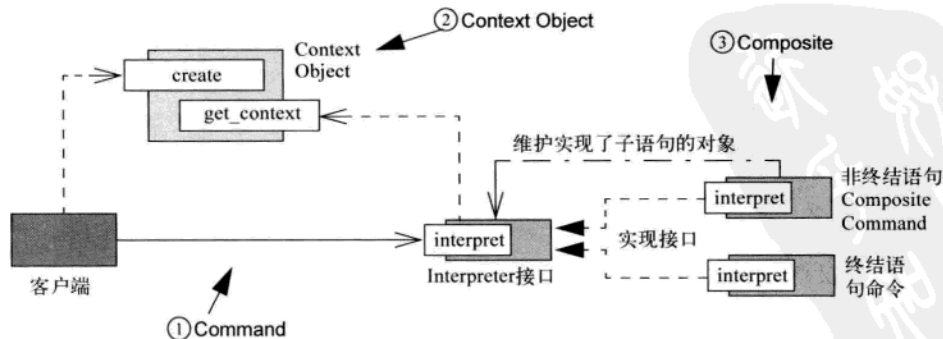 ② Context Object
Context
Object
③ Composite
create
get_context
维护实现了子语句的对象
interpret
非终结语句
Composite
Command
interpret
实现接口
Interpreter接口
interpret
终结语
句命令
客户端
① Command